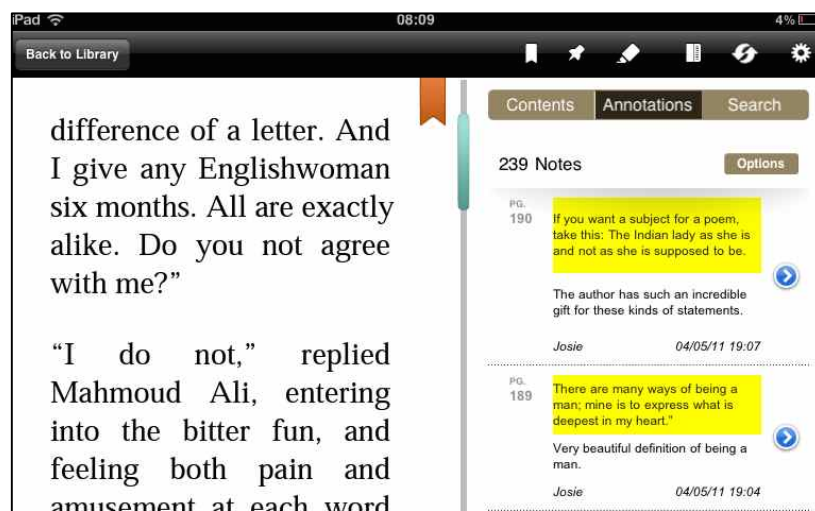 iPad 08:09 4%
Back to Library
difference of a letter. And
I give any Englishwoman
six months. All are exactly
alike. Do you not agree
with me?”
“I do not,” replied
Mahmoud Ali, entering
into the bitter fun, and
feeling both pain and
amusement at each word
Contents Annotations Search
239 Notes Options
PG.
190
If you want a subject for a poem,
take this: The Indian lady as she is
and not as she is supposed to be.
The author has such an incredible
gift for these kinds of statements.
Josie 04/05/11 19:07
PG.
189
There are many ways of being a
man; mine is to express what is
deepest in my heart."
Very beautiful definition of being a
man.
Josie 04/05/11 19:04